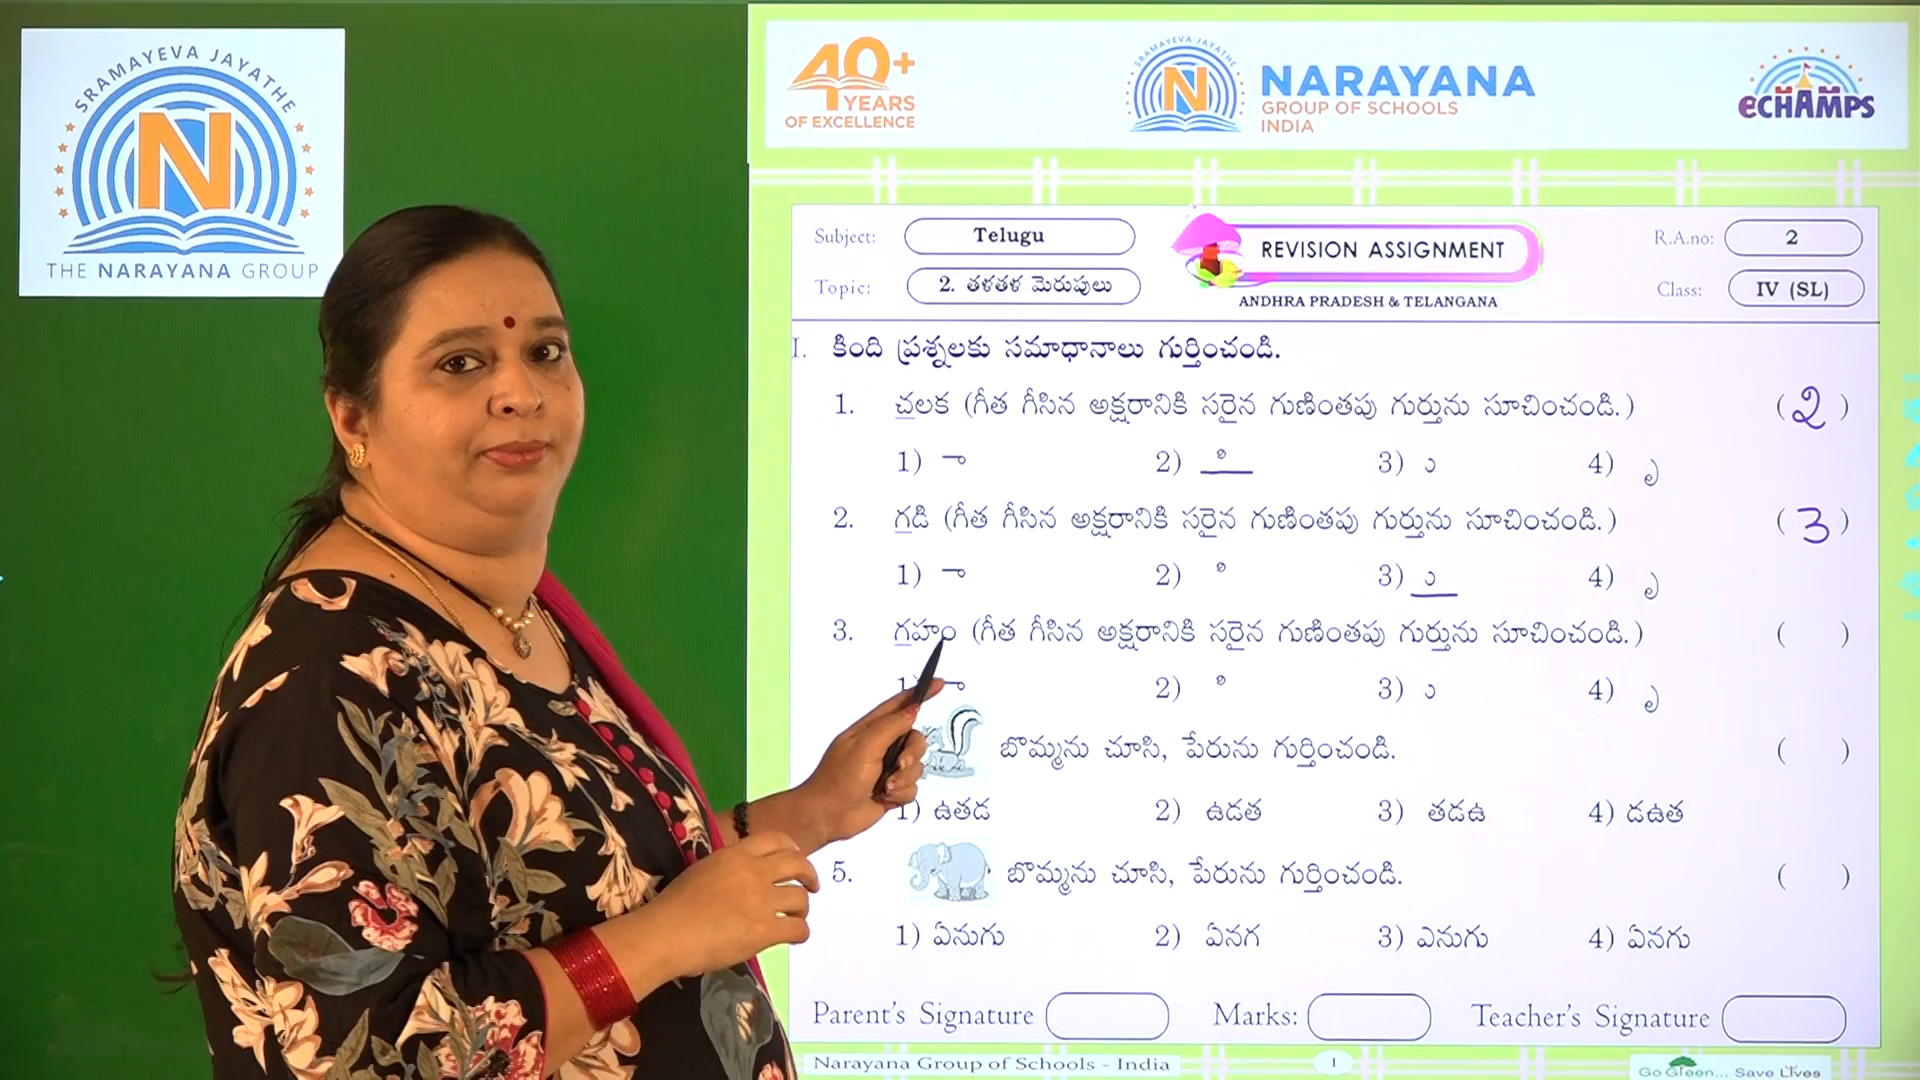 SRAMAYEVA JAYATHE
N
THE NARAYANA GROUP
40+
YEARS
OF EXCELLENCE
SRAMAYEVA JAYATHE
N
NARAYANA
GROUP OF SCHOOLS
INDIA
eCHAMPS
Subject: Telugu
REVISION ASSIGNMENT
R.A.no: 2
Topic: 2. తళతళ మెరుపులు
ANDHRA PRADESH & TELANGANA
Class: IV (SL)
I. కింది ప్రశ్నలకు సమాధానాలు గుర్తించండి.
1. చలక (గీత గీసిన అక్షరానికి సరైన గుణింతపు గుర్తును సూచించండి.) ( 2 )
1) ా 2) ి 3) ు 4) ృ
2. గడి (గీత గీసిన అక్షరానికి సరైన గుణింతపు గుర్తును సూచించండి.) ( 3 )
1) ా 2) ి 3) ు 4) ృ
3. గహం (గీత గీసిన అక్షరానికి సరైన గుణింతపు గుర్తును సూచించండి.) ( )
1) ా 2) ి 3) ు 4) ృ
బొమ్మను చూసి, పేరును గుర్తించండి. ( )
1) ఉతడ 2) ఉడత 3) తడఉ 4) డఉత
5. బొమ్మను చూసి, పేరును గుర్తించండి. ( )
1) ఏనుగు 2) ఏనగ 3) ఎనుగు 4) ఏనగు
Parent's Signature Marks: Teacher's Signature
Narayana Group of Schools - India
1
Go Green... Save Lives